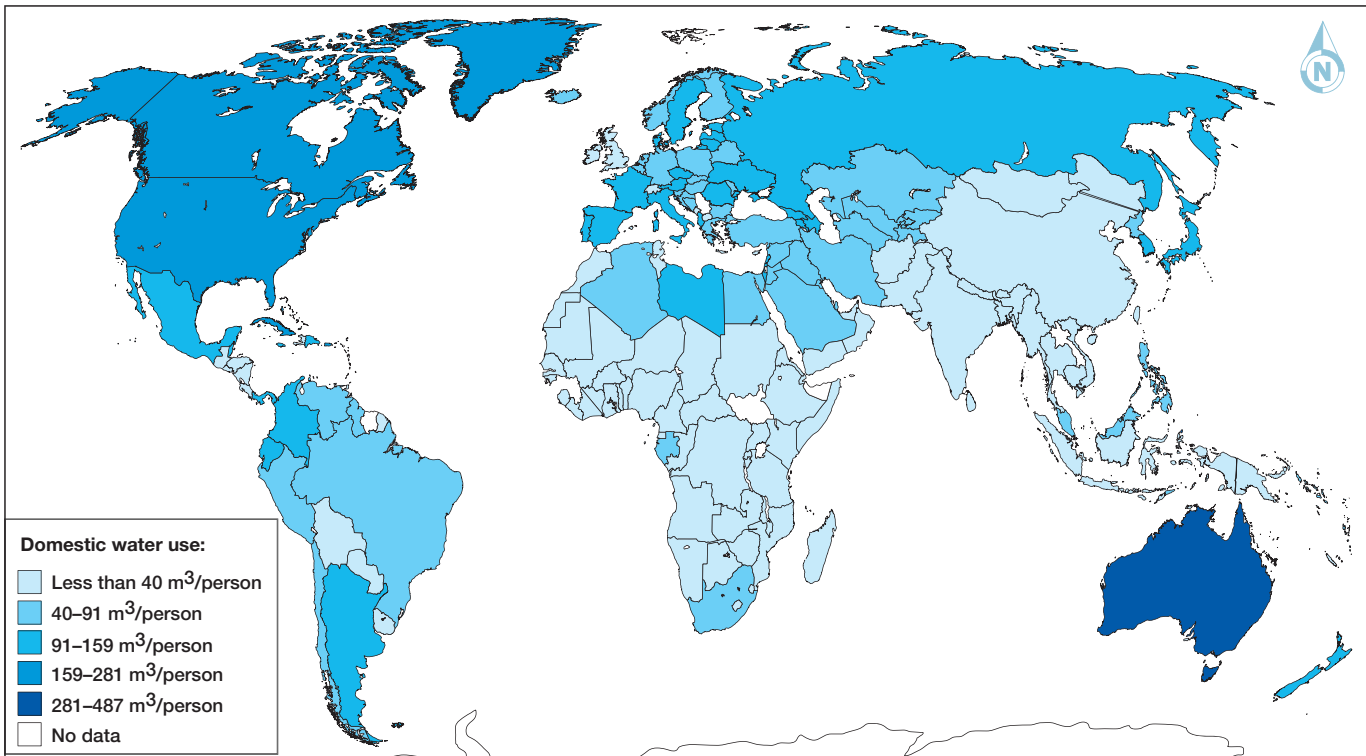 N
Domestic water use:
Less than 40 m³/person
40–91 m³/person
91–159 m³/person
159–281 m³/person
281–487 m³/person
No data